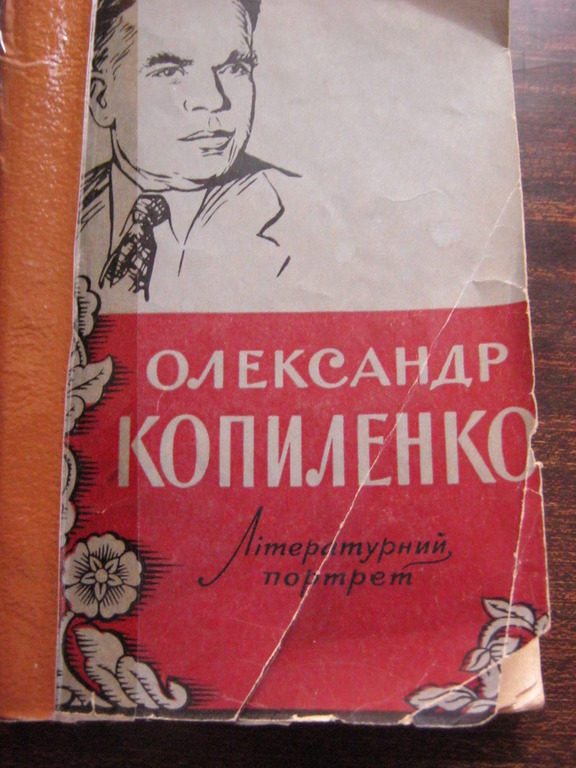 ОЛЕКСАНДР
КОПИЛЕНКО
Літературний
портрет